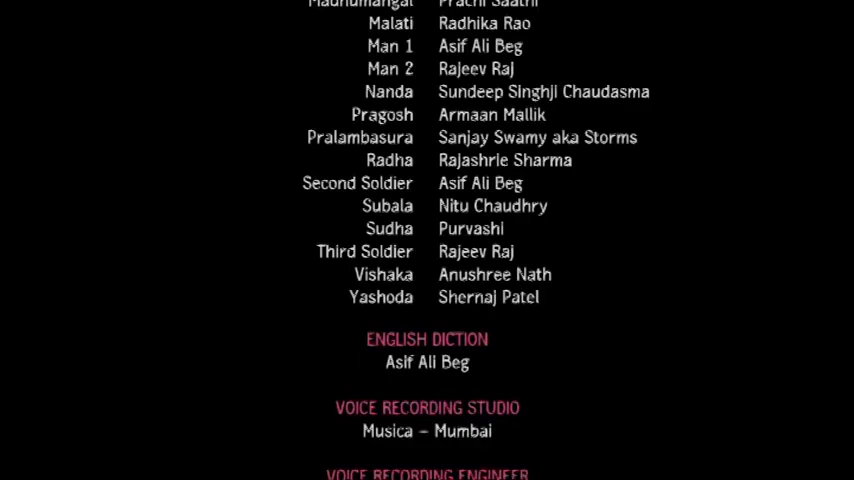 Madhumangal Prachi Saathi
Malati Radhika Rao
Man 1 Asif Ali Beg
Man 2 Rajeev Raj
Nanda Sundeep Singhji Chaudasma
Pragosh Armaan Mallik
Pralambasura Sanjay Swamy aka Storms
Radha Rajashrie Sharma
Second Soldier Asif Ali Beg
Subala Nitu Chaudhry
Sudha Purvashi
Third Soldier Rajeev Raj
Vishaka Anushree Nath
Yashoda Shernaj Patel
ENGLISH DICTION
Asif Ali Beg
VOICE RECORDING STUDIO
Musica - Mumbai
VOICE RECORDING ENGINEER